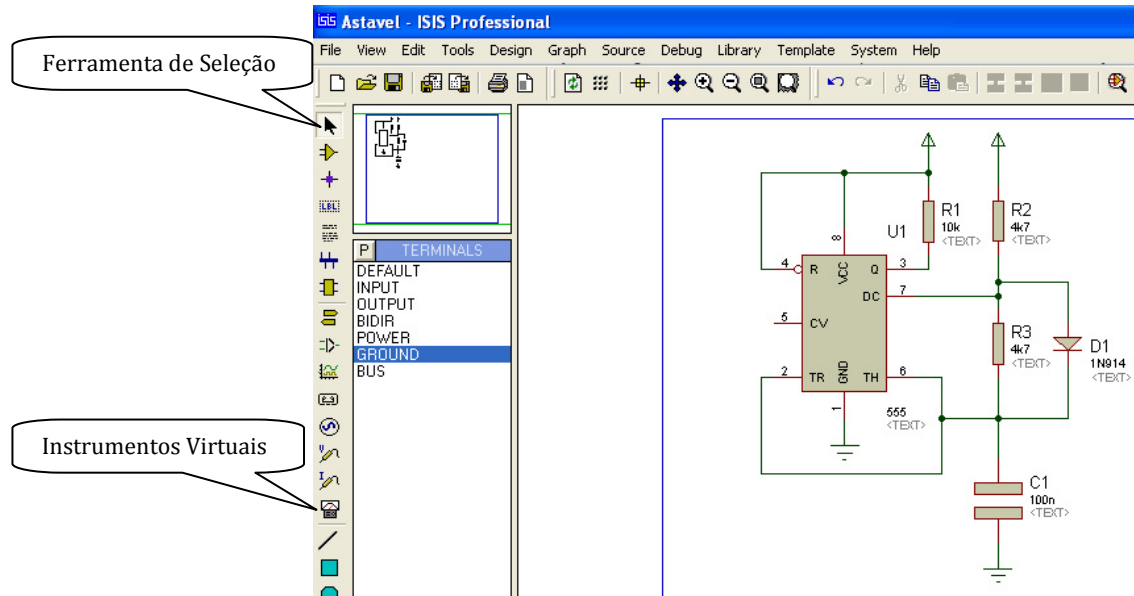 isis Astavel - ISIS Professional
File View Edit Tools Design Graph Source Debug Library Template System Help
Ferramenta de Seleção
LBL
P TERMINALS
DEFAULT
INPUT
OUTPUT
BIDIR
POWER
GROUND
BUS
Instrumentos Virtuais
V
I
U1
R1
10k
<TEXT>
R2
4k7
<TEXT>
8
4
R
VCC
Q
3
DC
7
5
CV
R3
4k7
<TEXT>
D1
1N914
<TEXT>
2
TR
GND
TH
6
1
555
<TEXT>
C1
100n
<TEXT>